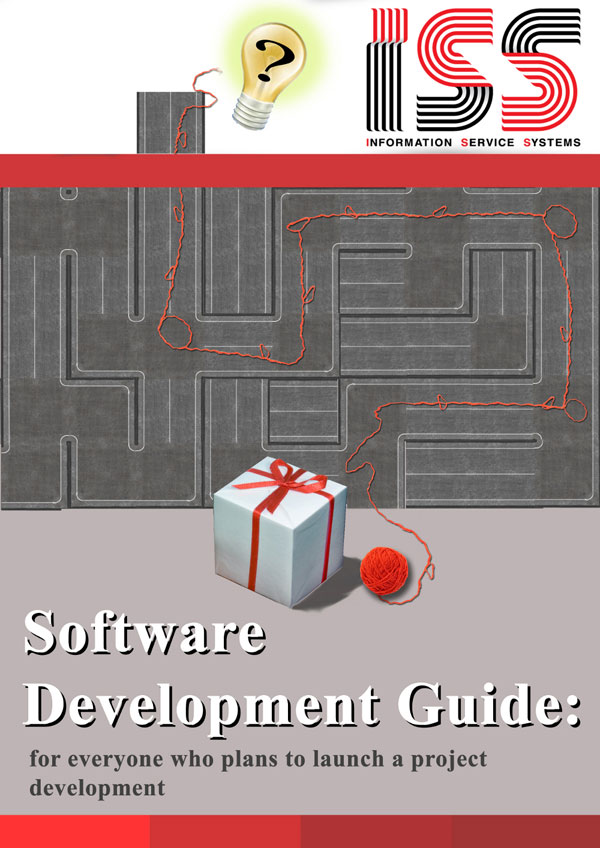 ?
ISS
INFORMATION SERVICE SYSTEMS
Software
Development Guide:
for everyone who plans to launch a project
development